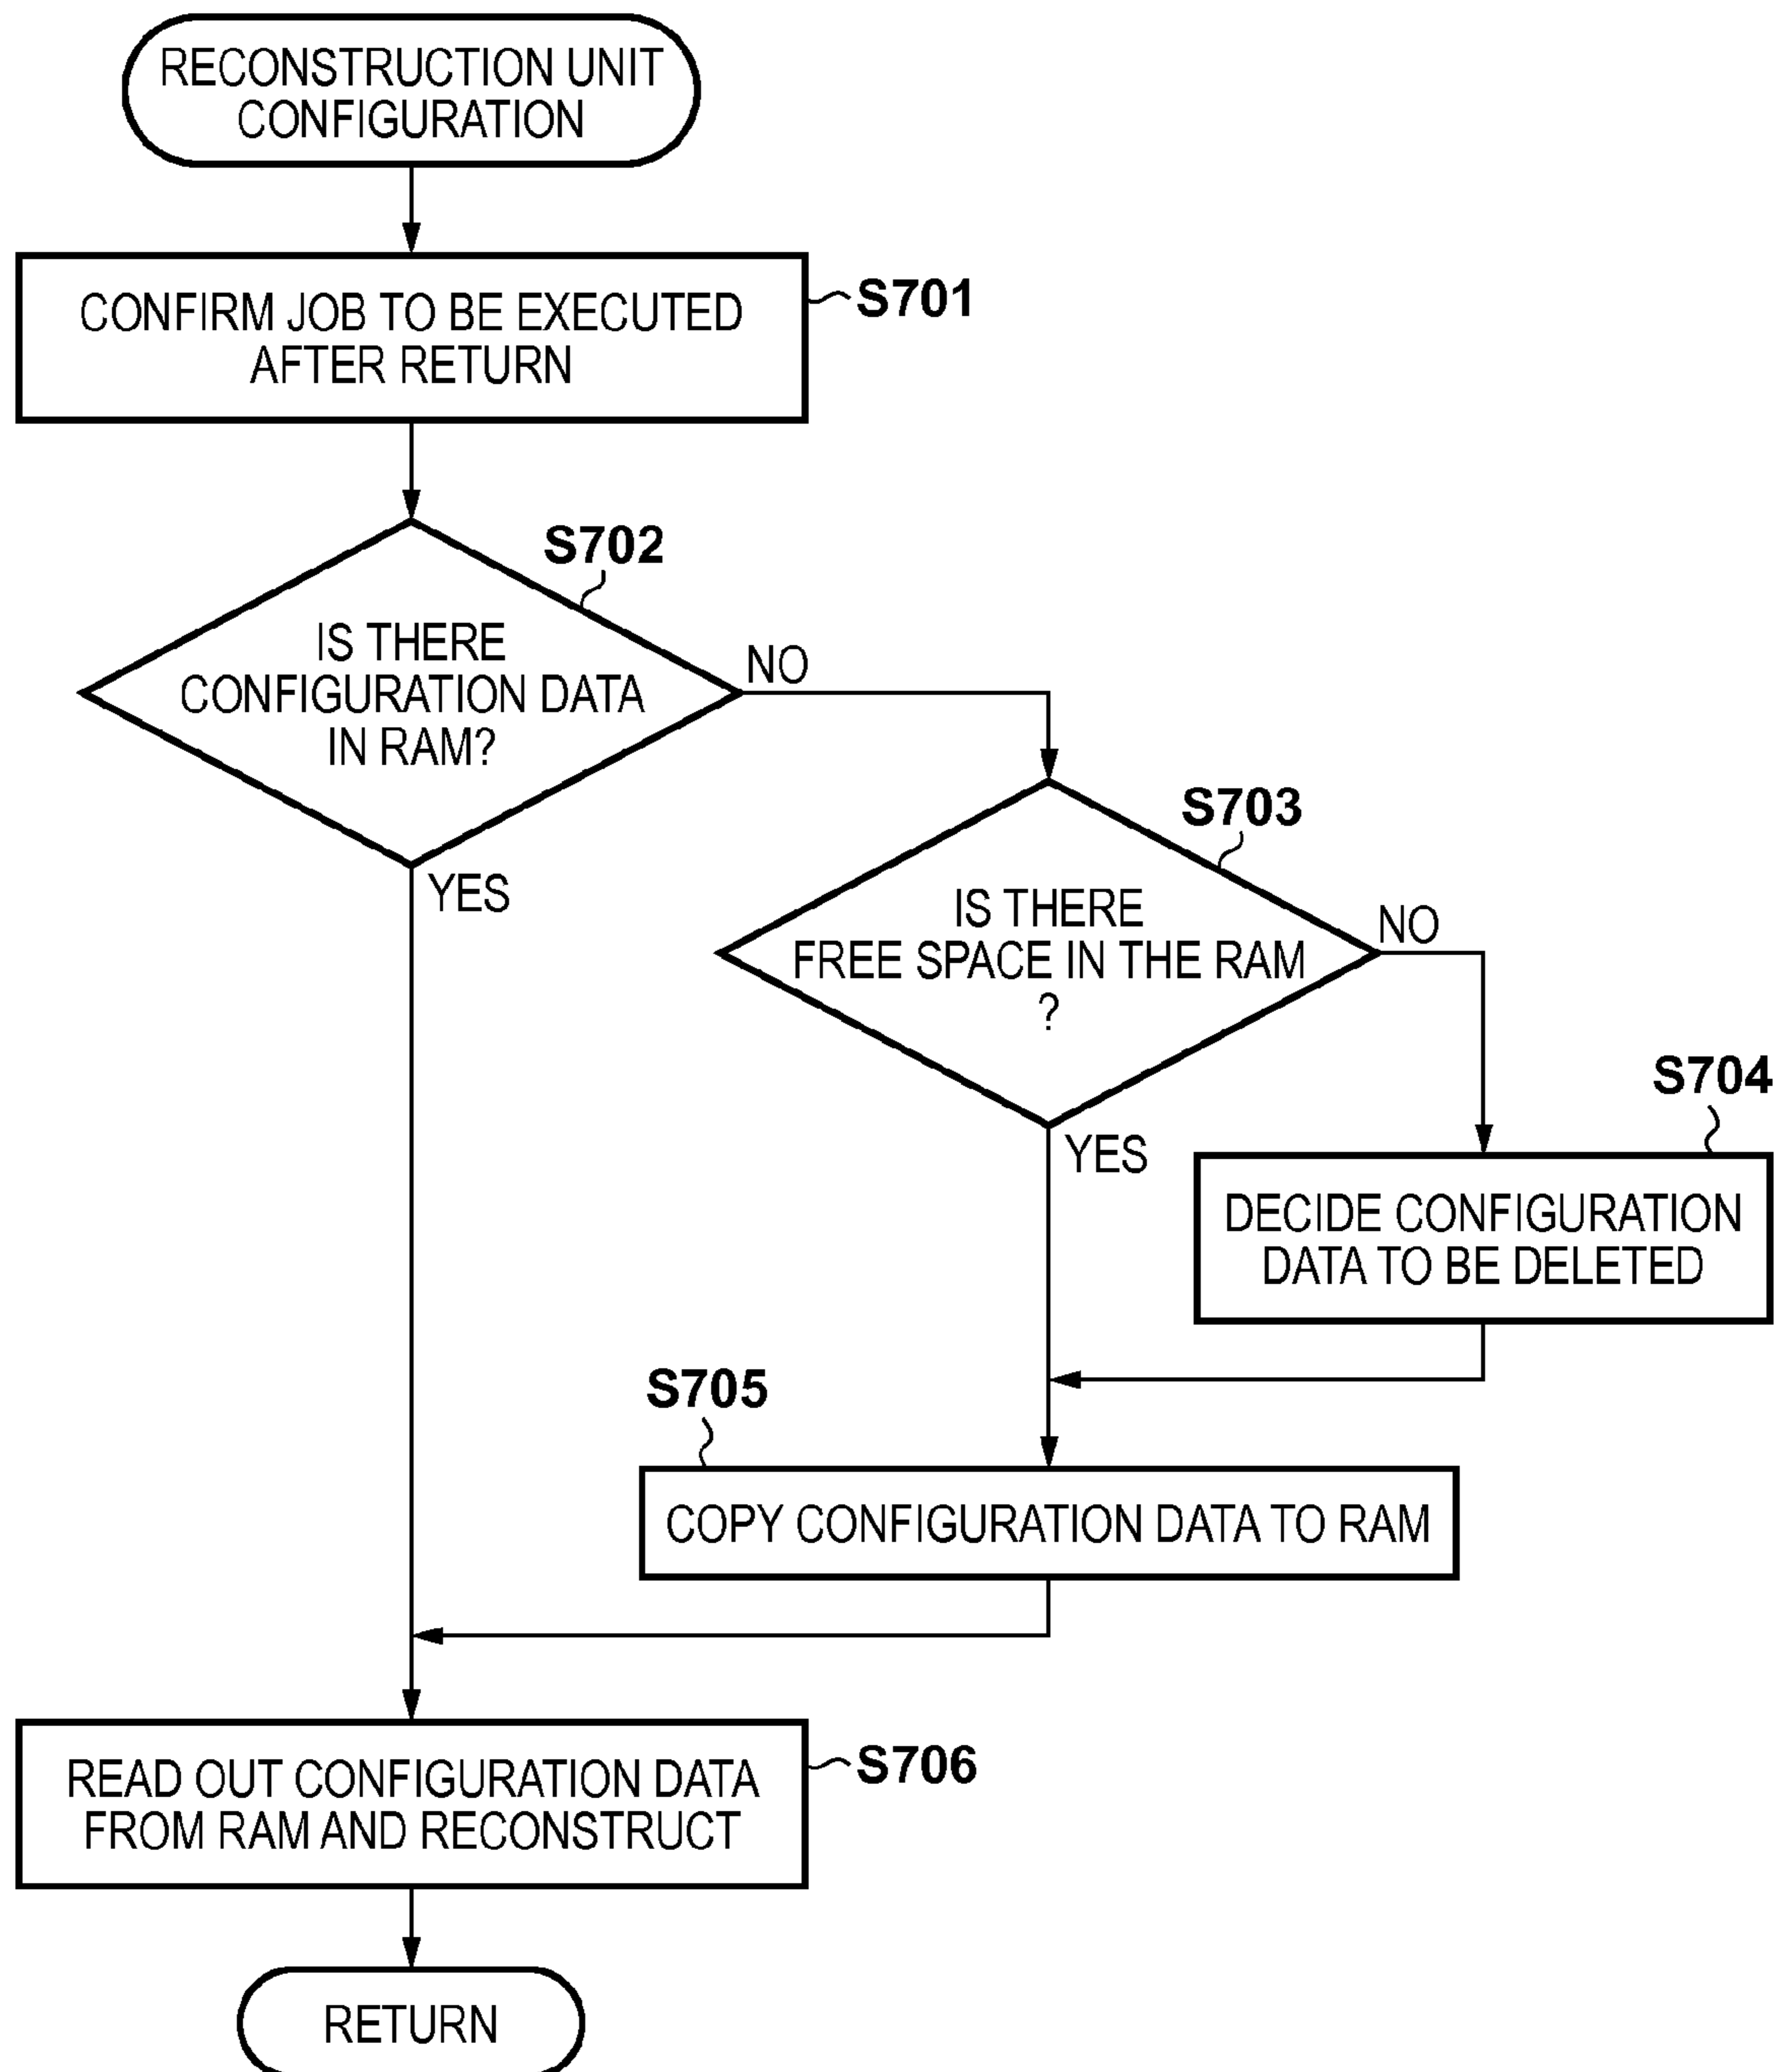 RECONSTRUCTION UNIT
CONFIGURATION
CONFIRM JOB TO BE EXECUTED
AFTER RETURN
S701
S702
IS THERE
CONFIGURATION DATA
IN RAM?
NO
YES
S703
IS THERE
FREE SPACE IN THE RAM
?
NO
YES
S704
DECIDE CONFIGURATION
DATA TO BE DELETED
S705
COPY CONFIGURATION DATA TO RAM
READ OUT CONFIGURATION DATA
FROM RAM AND RECONSTRUCT
S706
RETURN